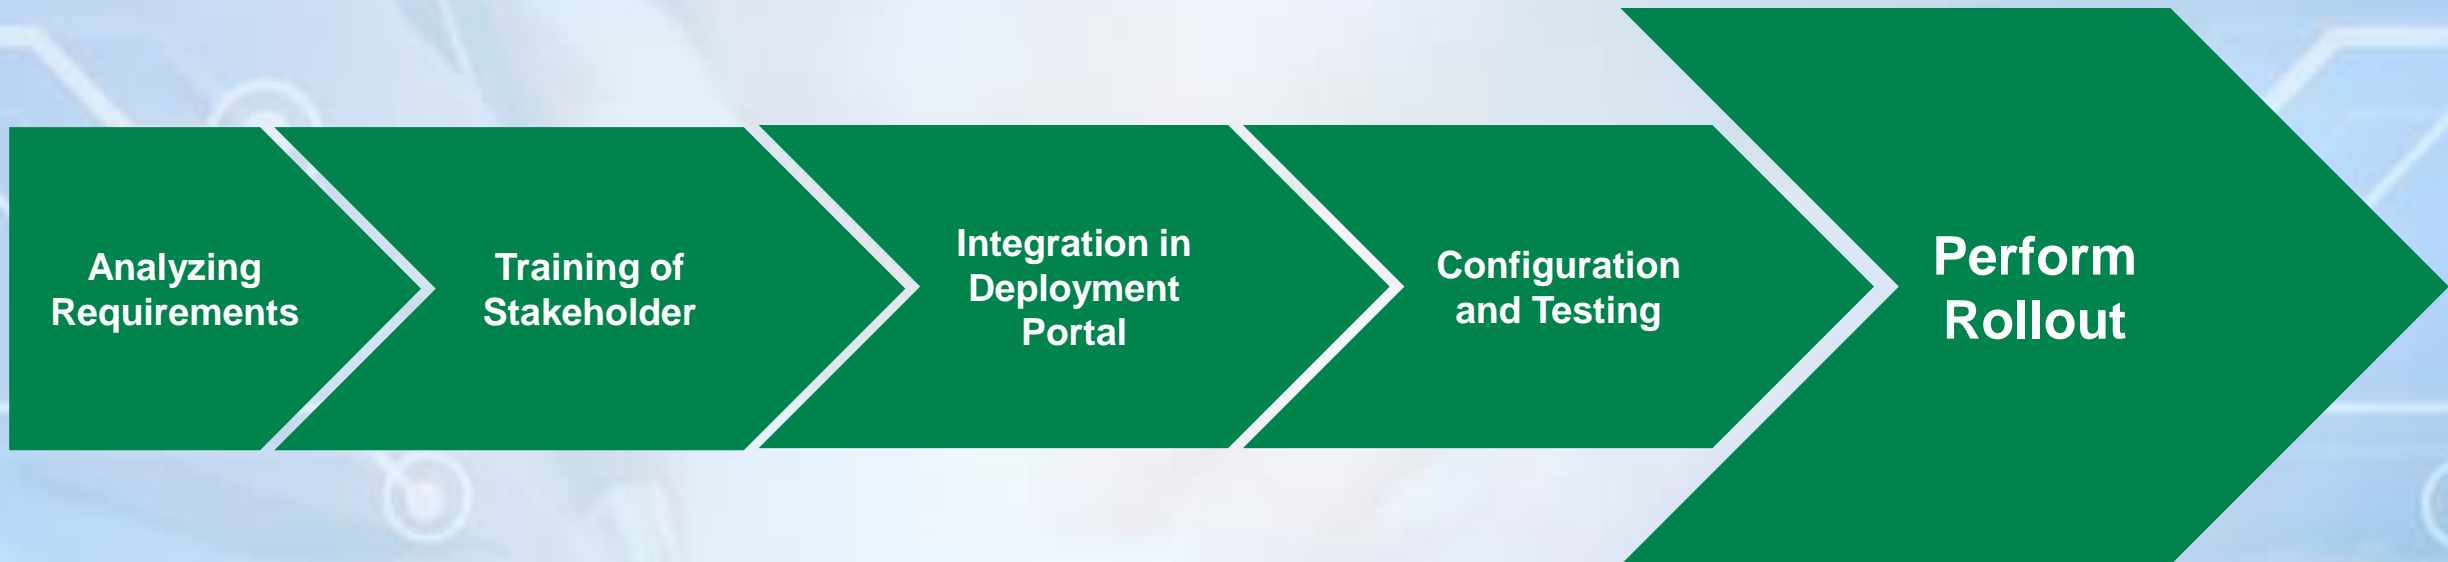 Analyzing
Requirements
Training of
Stakeholder
Integration in
Deployment
Portal
Configuration
and Testing
Perform
Rollout